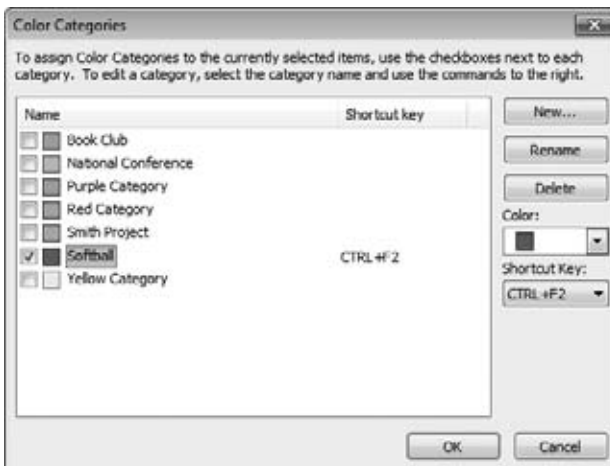 Color Categories
To assign Color Categories to the currently selected items, use the checkboxes next to each
category. To edit a category, select the category name and use the commands to the right.
Name Shortcut key
Book Club
National Conference
Purple Category
Red Category
Smith Project
Softball CTRL+F2
Yellow Category
New...
Rename
Delete
Color:
Shortcut Key:
CTRL+F2
OK Cancel